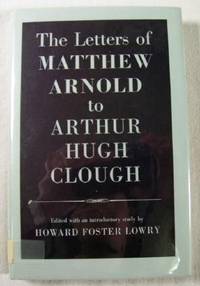 The Letters of
MATTHEW
ARNOLD
to
ARTHUR
HUGH
CLOUGH
Edited with an introductory study by
HOWARD FOSTER LOWRY